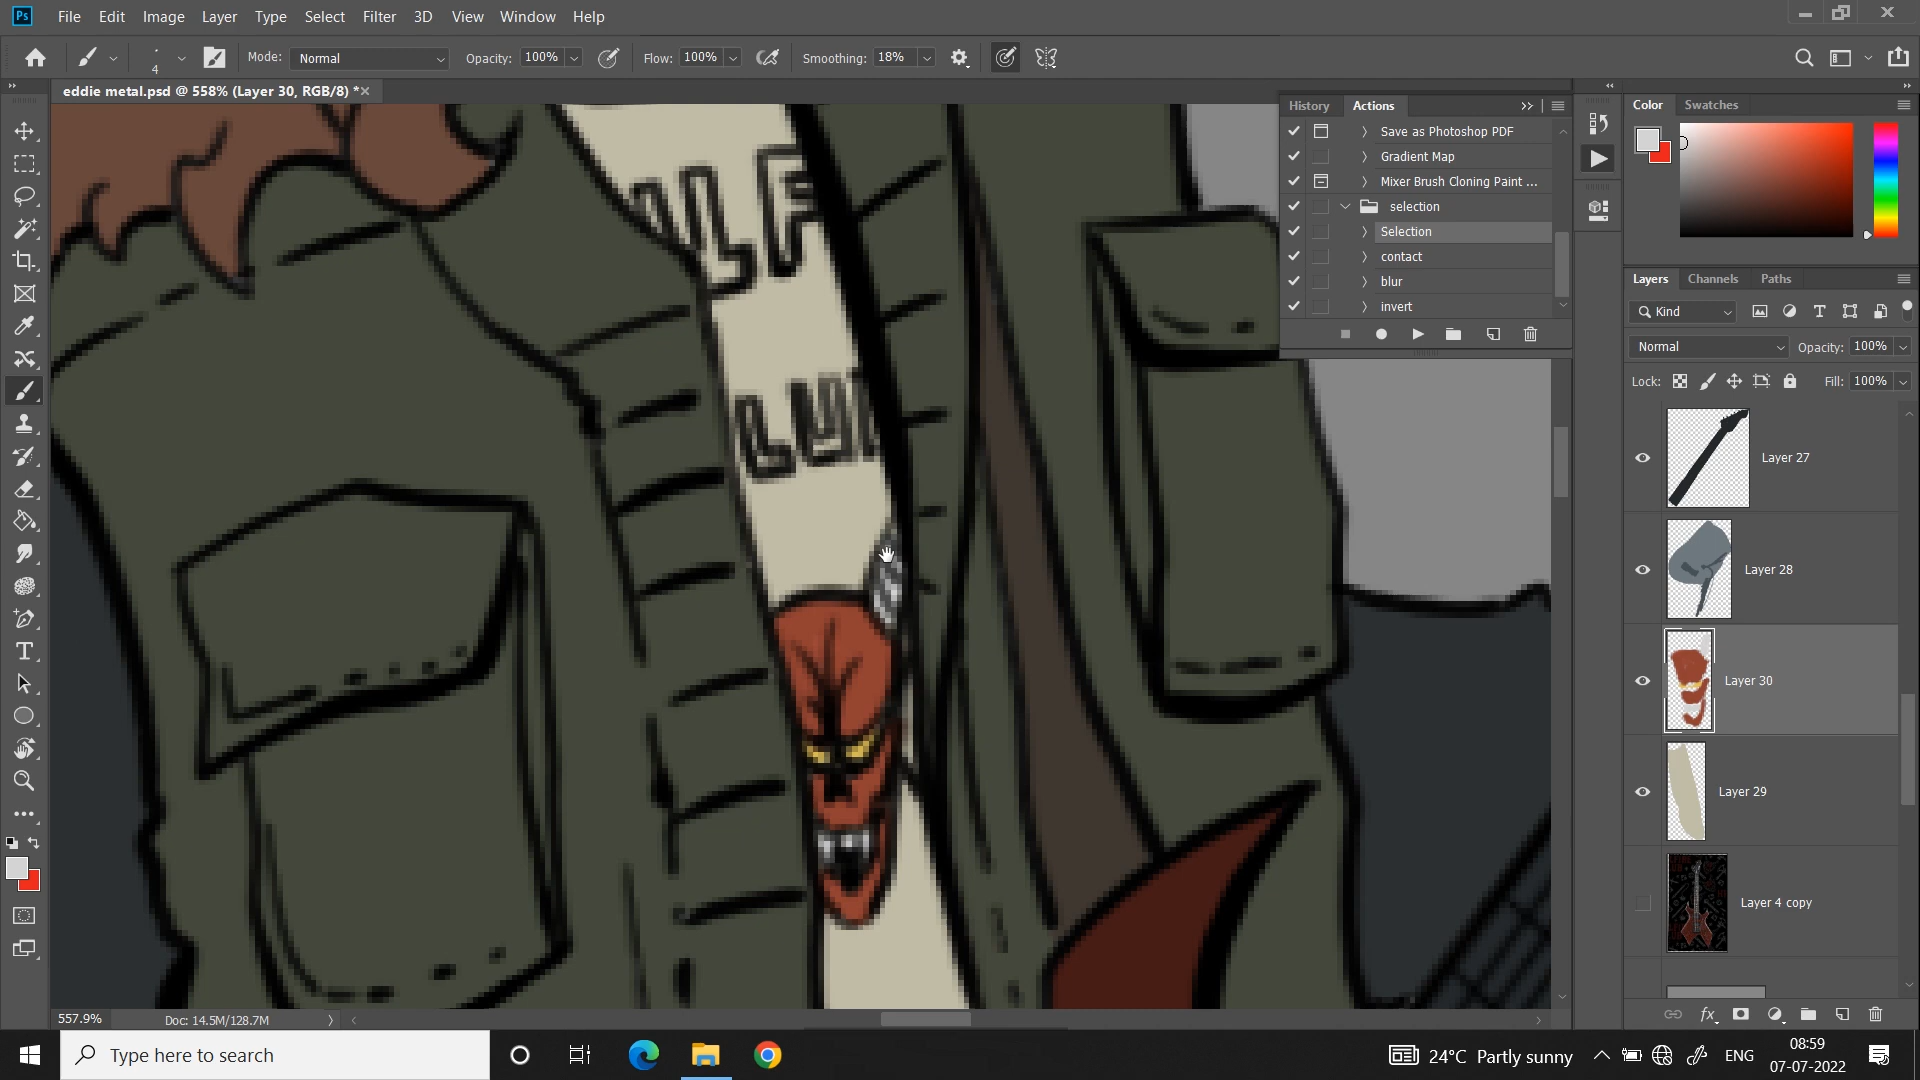 File Edit Image Layer Type Select Filter 3D View Window Help
4 Mode: Normal Opacity: 100% Flow: 100% Smoothing: 18%
eddie metal.psd @ 558% (Layer 30, RGB/8) *
History Actions
Save as Photoshop PDF
Gradient Map
Mixer Brush Cloning Paint ...
selection
Selection
contact
blur
invert
Color Swatches
Layers Channels Paths
Kind
Normal Opacity: 100%
Lock: Fill: 100%
Layer 27
Layer 28
Layer 30
Layer 29
Layer 4 copy
fx
557.9% Doc: 14.5M/128.7M
Type here to search
24°C Partly sunny
ENG
08:59
07-07-2022